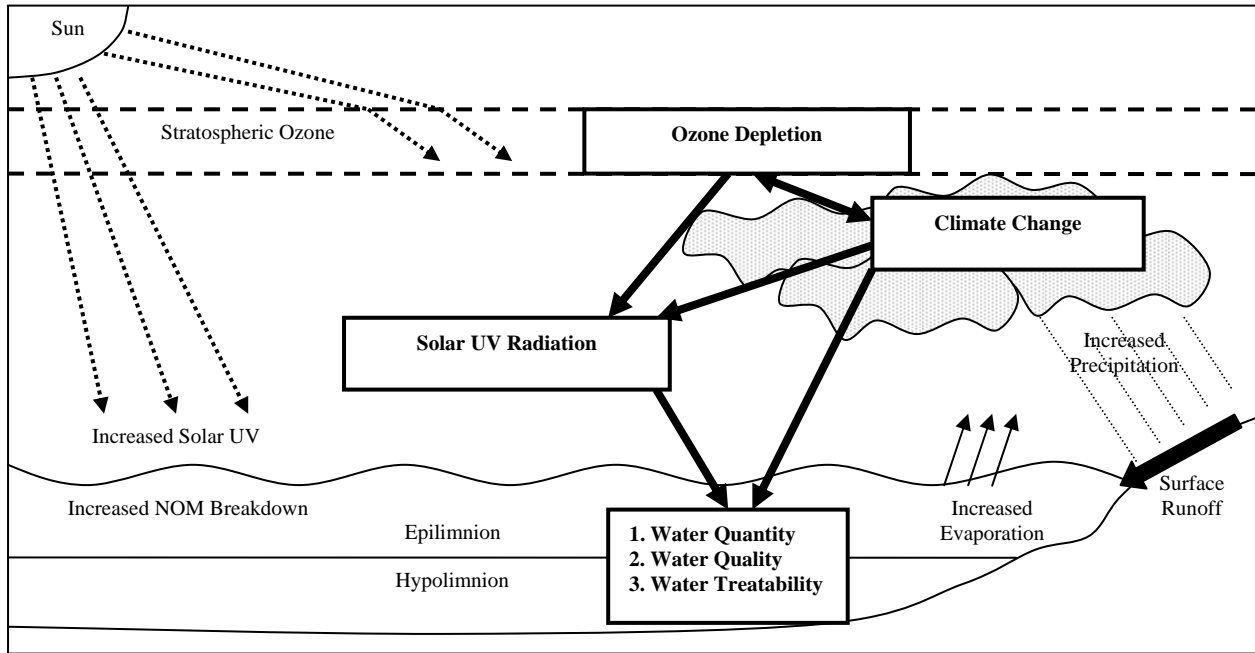 Sun
Stratospheric Ozone
Ozone Depletion
Climate Change
Solar UV Radiation
Increased
Precipitation
Increased Solar UV
Surface
Runoff
Increased NOM Breakdown
Increased
Evaporation
Epilimnion
Hypolimnion
1. Water Quantity
2. Water Quality
3. Water Treatability